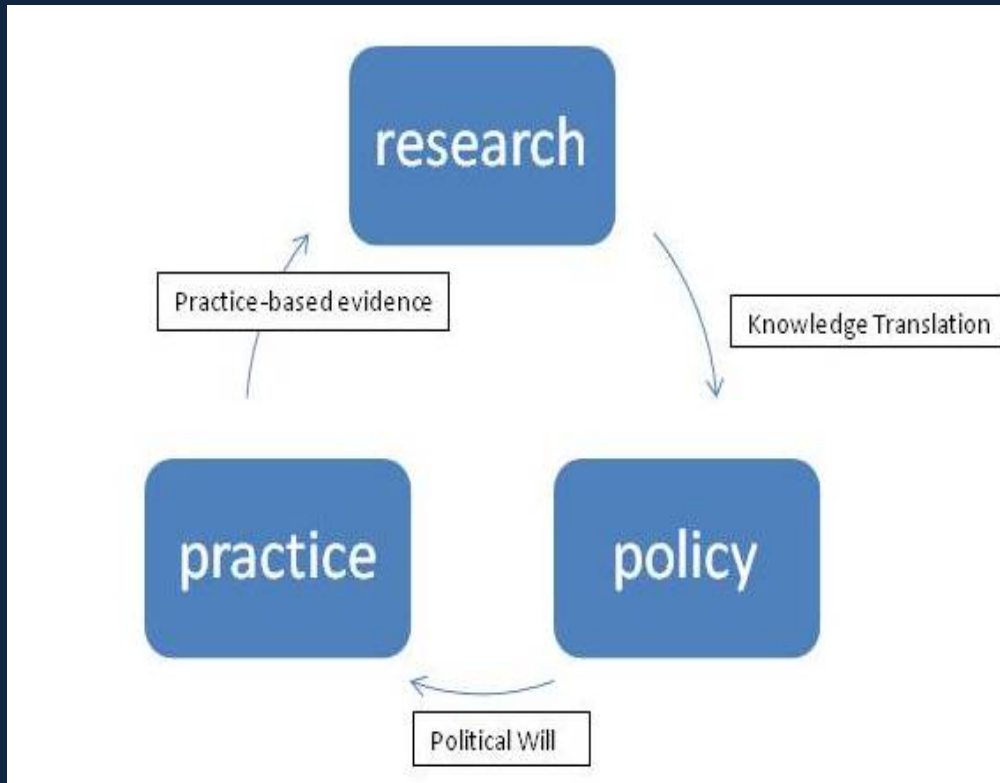 research
Practice-based evidence
Knowledge Translation
practice
policy
Political Will